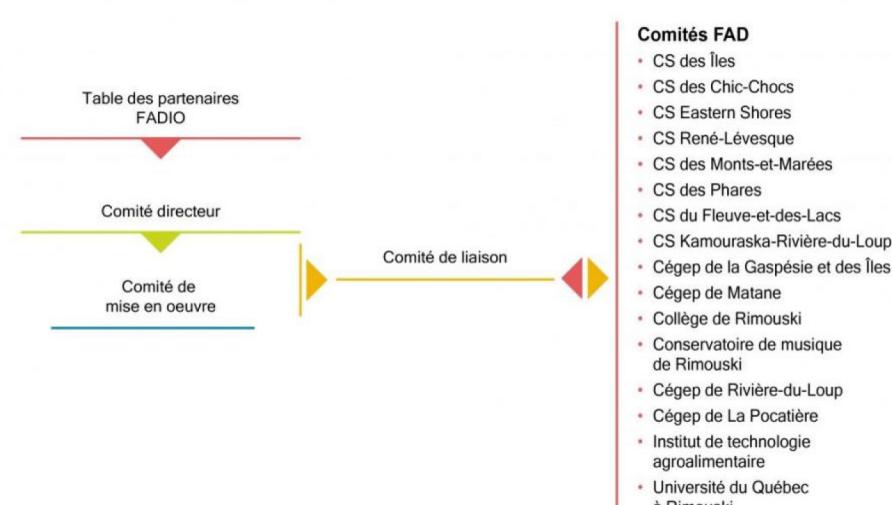 Table des partenaires
FADIO
Comité directeur
Comité de
mise en oeuvre
Comité de liaison
Comités FAD
• CS des Îles
• CS des Chic-Chocs
• CS Eastern Shores
• CS René-Lévesque
• CS des Monts-et-Marées
• CS des Phares
• CS du Fleuve-et-des-Lacs
• CS Kamouraska-Rivière-du-Loup
• Cégep de la Gaspésie et des Îles
• Cégep de Matane
• Collège de Rimouski
• Conservatoire de musique
de Rimouski
• Cégep de Rivière-du-Loup
• Cégep de La Pocatière
• Institut de technologie
agroalimentaire
• Université du Québec
à Rimouski